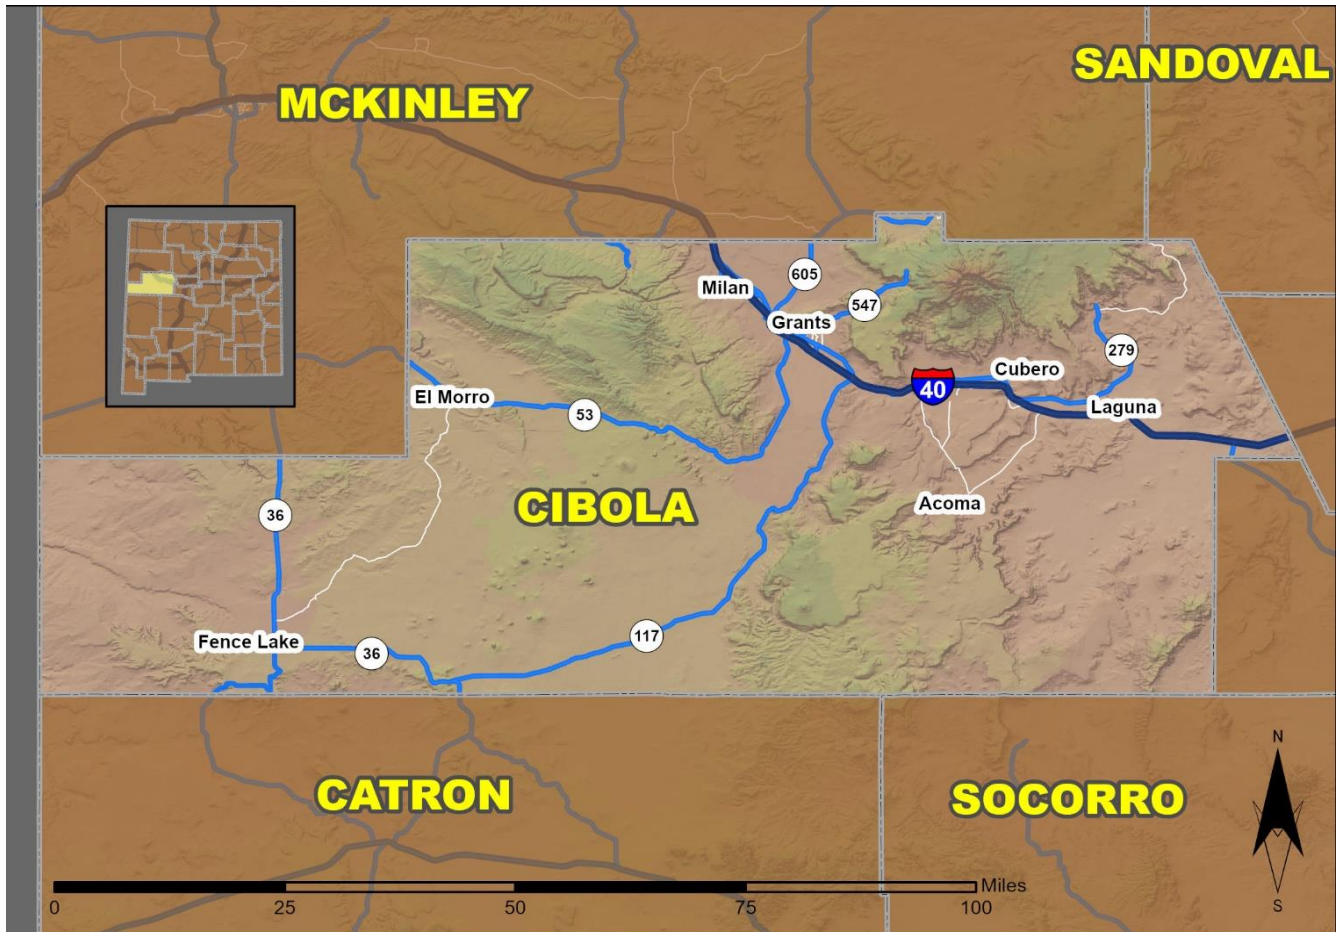 SANDOVAL
MCKINLEY
605
Milan
547
Grants
279
Cubero
40
El Morro
Laguna
53
Acoma
CIBOLA
36
117
Fence Lake
36
N
CATRON
SOCORRO
Miles
0 25 50 75 100
S